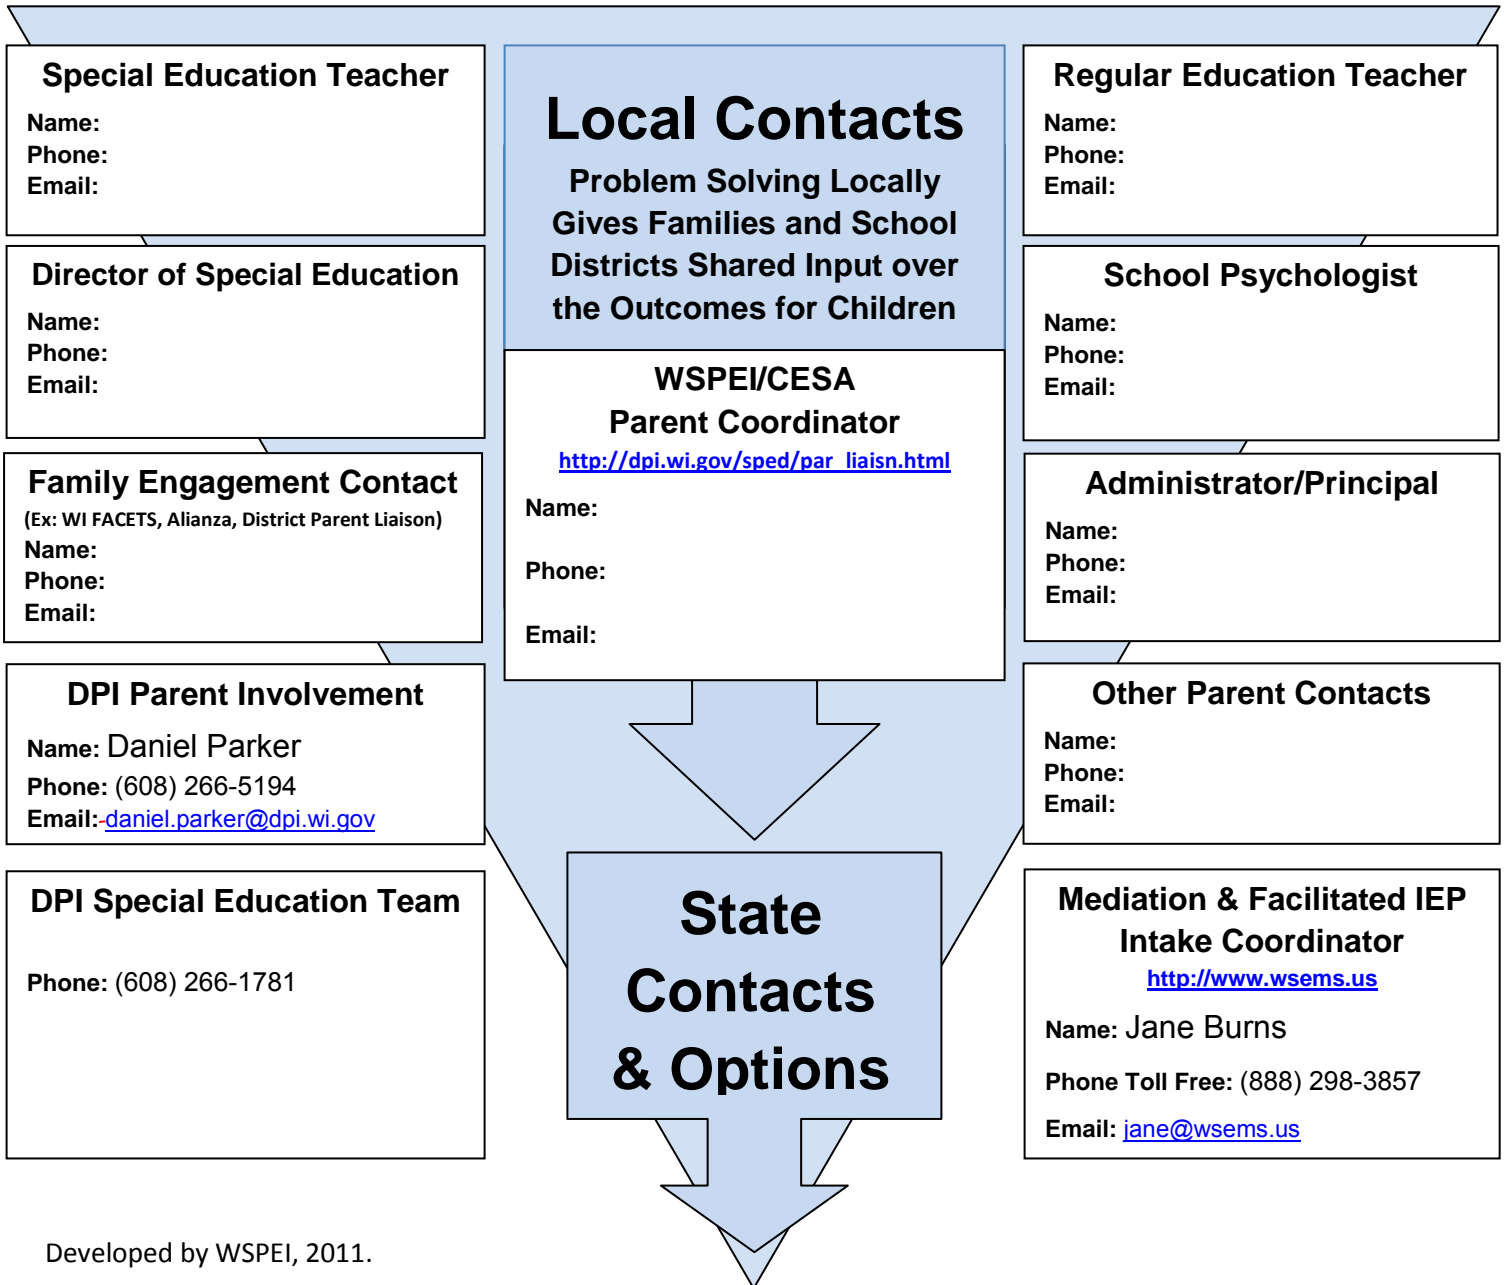 Special Education Teacher
Name:
Phone:
Email:
Local Contacts
Problem Solving Locally
Gives Families and School
Districts Shared Input over
the Outcomes for Children
Regular Education Teacher
Name:
Phone:
Email:
Director of Special Education
Name:
Phone:
Email:
School Psychologist
Name:
Phone:
Email:
WSPEI/CESA
Parent Coordinator
http://dpi.wi.gov/sped/par_liaisn.html
Name:
Phone:
Email:
Family Engagement Contact
(Ex: WI FACETS, Alianza, District Parent Liaison)
Name:
Phone:
Email:
Administrator/Principal
Name:
Phone:
Email:
DPI Parent Involvement
Name: Daniel Parker
Phone: (608) 266-5194
Email: daniel.parker@dpi.wi.gov
Other Parent Contacts
Name:
Phone:
Email:
DPI Special Education Team
Phone: (608) 266-1781
State
Contacts
& Options
Mediation & Facilitated IEP
Intake Coordinator
http://www.wsems.us
Name: Jane Burns
Phone Toll Free: (888) 298-3857
Email: jane@wsems.us
Developed by WSPEI, 2011.